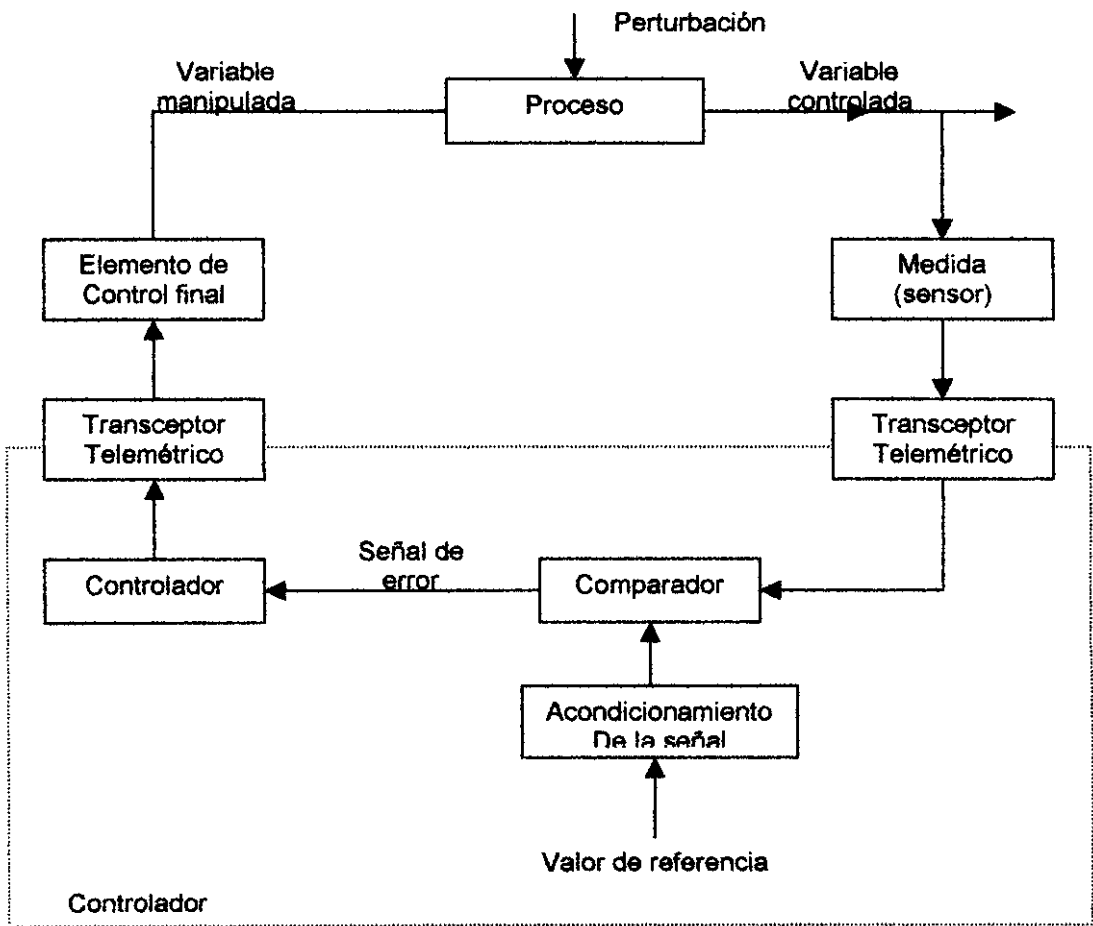 Perturbación
Variable
manipulada
Proceso
Variable
controlada
Elemento de
Control final
Medida
(sensor)
Transceptor
Telemétrico
Transceptor
Telemétrico
Controlador
Señal de
error
Comparador
Acondicionamiento
De la señal
Valor de referencia
Controlador